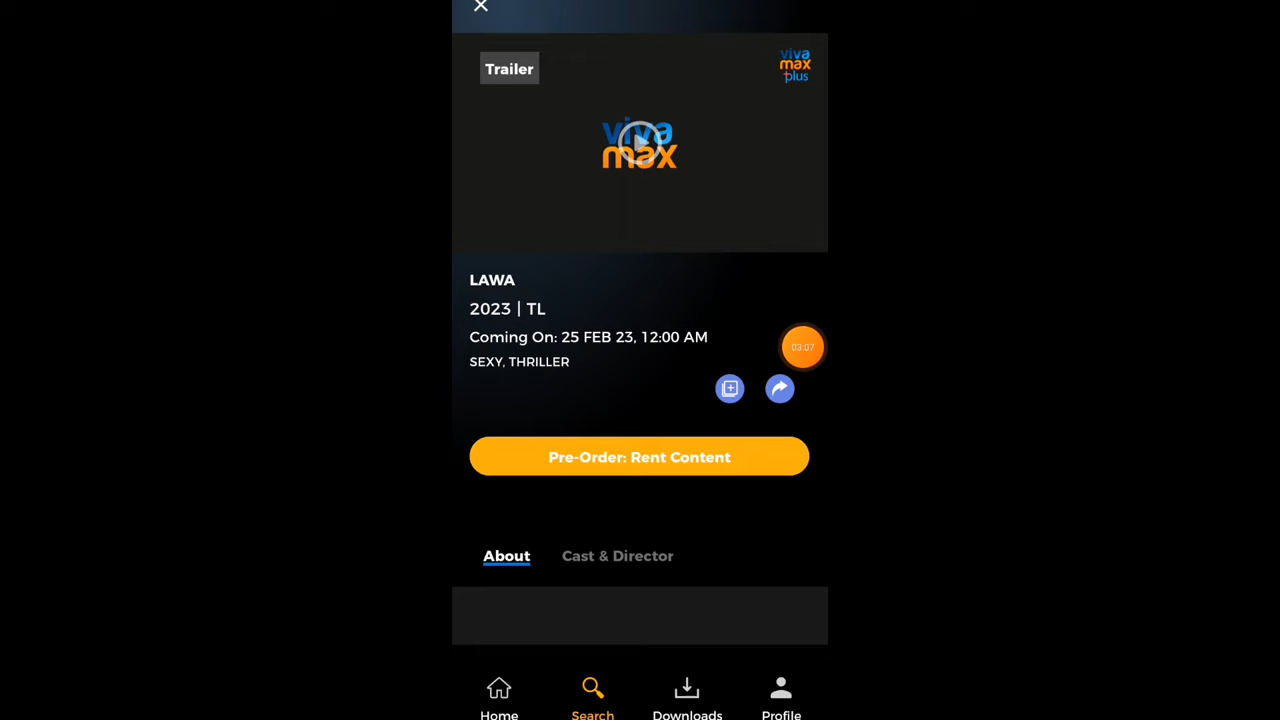 Trailer
viva
max
plus
viva
max
LAWA
2023 | TL
Coming On: 25 FEB 23, 12:00 AM
03:07
SEXY, THRILLER
Pre-Order: Rent Content
About
Cast & Director
Home
Search
Downloads
Profile